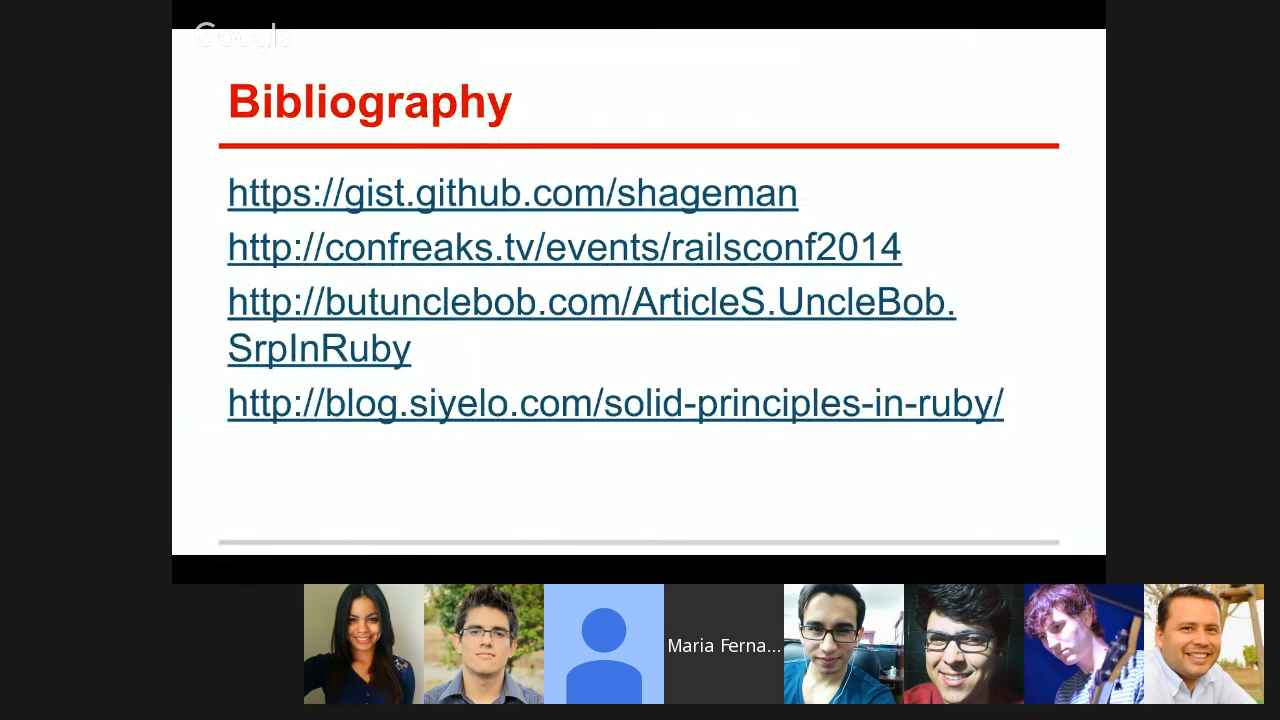 Google
Bibliography
https://gist.github.com/shageman
http://confreaks.tv/events/railsconf2014
http://butunclebob.com/ArticleS.UncleBob.
SrpInRuby
http://blog.siyelo.com/solid-principles-in-ruby/
Maria Ferna...